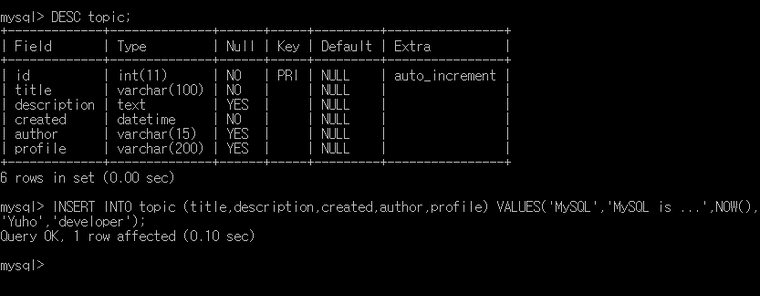 mysql> DESC topic;
+-------------+--------------+------+-----+---------+----------------+
| Field       | Type         | Null | Key | Default | Extra          |
+-------------+--------------+------+-----+---------+----------------+
| id          | int(11)      | NO   | PRI | NULL    | auto_increment |
| title       | varchar(100) | NO   |     | NULL    |                |
| description | text         | YES  |     | NULL    |                |
| created     | datetime     | NO   |     | NULL    |                |
| author      | varchar(15)  | YES  |     | NULL    |                |
| profile     | varchar(200) | YES  |     | NULL    |                |
+-------------+--------------+------+-----+---------+----------------+
6 rows in set (0.00 sec)
mysql> INSERT INTO topic (title,description,created,author,profile) VALUES('MySQL','MySQL is ...',NOW(),
'Yuho','developer');
Query OK, 1 row affected (0.10 sec)
mysql>